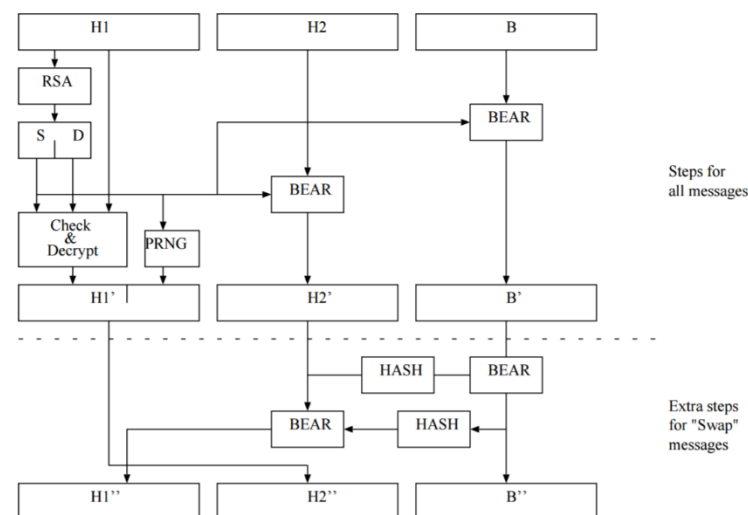 H1
H2
B
RSA
BEAR
S D
Steps for
all messages
BEAR
Check
&
Decrypt
PRNG
H1’
H2’
B’
HASH
BEAR
Extra steps
for "Swap"
messages
BEAR
HASH
H1’’
H2’’
B’’